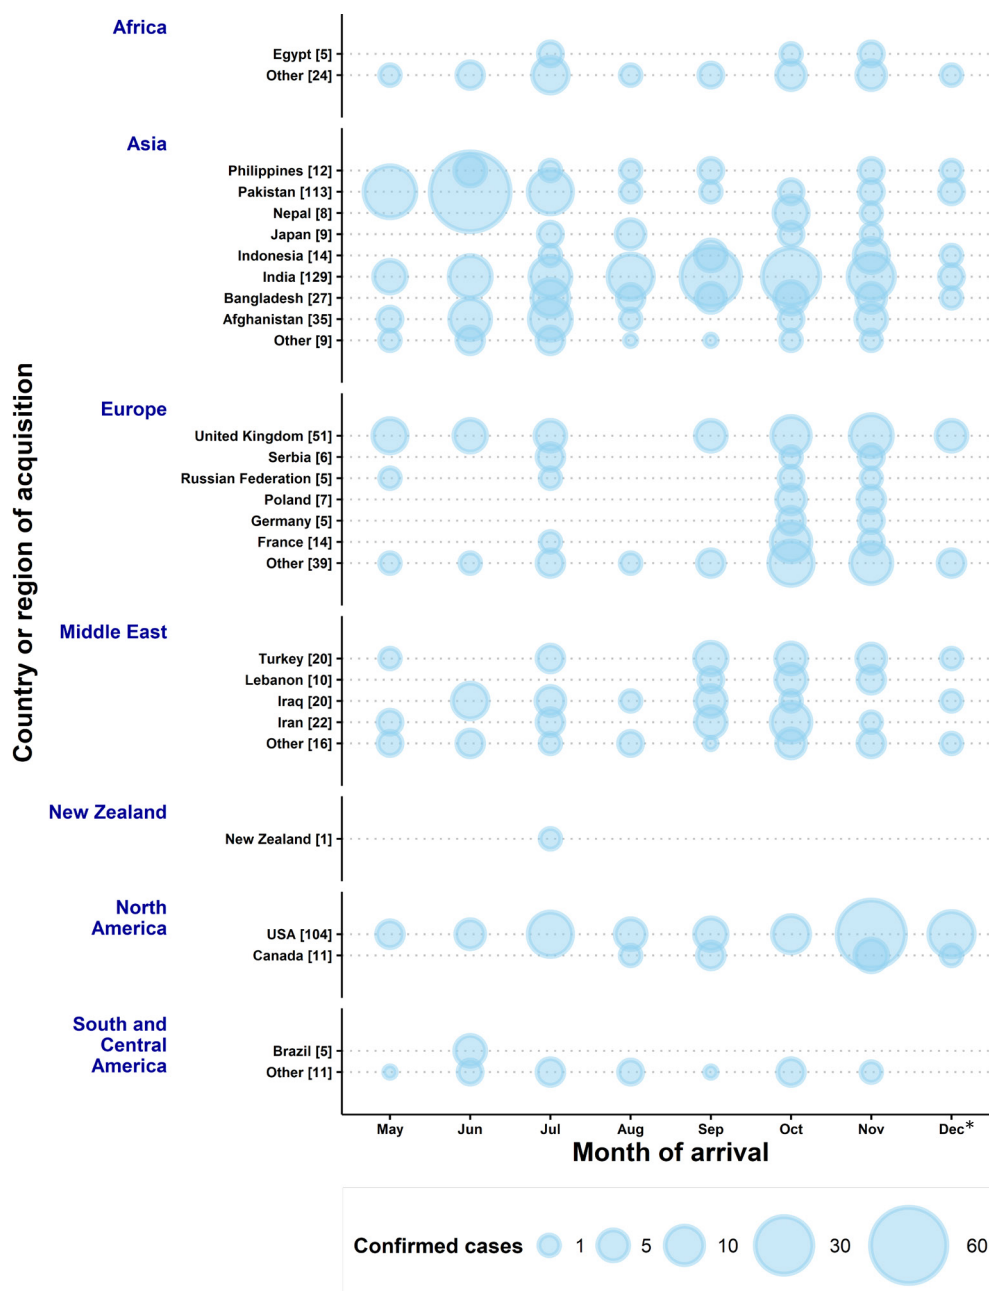 Africa
Egypt [5]
Other [24]
Asia
Philippines [12]
Pakistan [113]
Nepal [8]
Japan [9]
Indonesia [14]
India [129]
Bangladesh [27]
Afghanistan [35]
Other [9]
Country or region of acquisition
Europe
United Kingdom [51]
Serbia [6]
Russian Federation [5]
Poland [7]
Germany [5]
France [14]
Other [39]
Middle East
Turkey [20]
Lebanon [10]
Iraq [20]
Iran [22]
Other [16]
New Zealand
New Zealand [1]
North
America
USA [104]
Canada [11]
South and
Central
America
Brazil [5]
Other [11]
May Jun Jul Aug Sep Oct Nov Dec*
Month of arrival
Confirmed cases 1 5 10 30 60